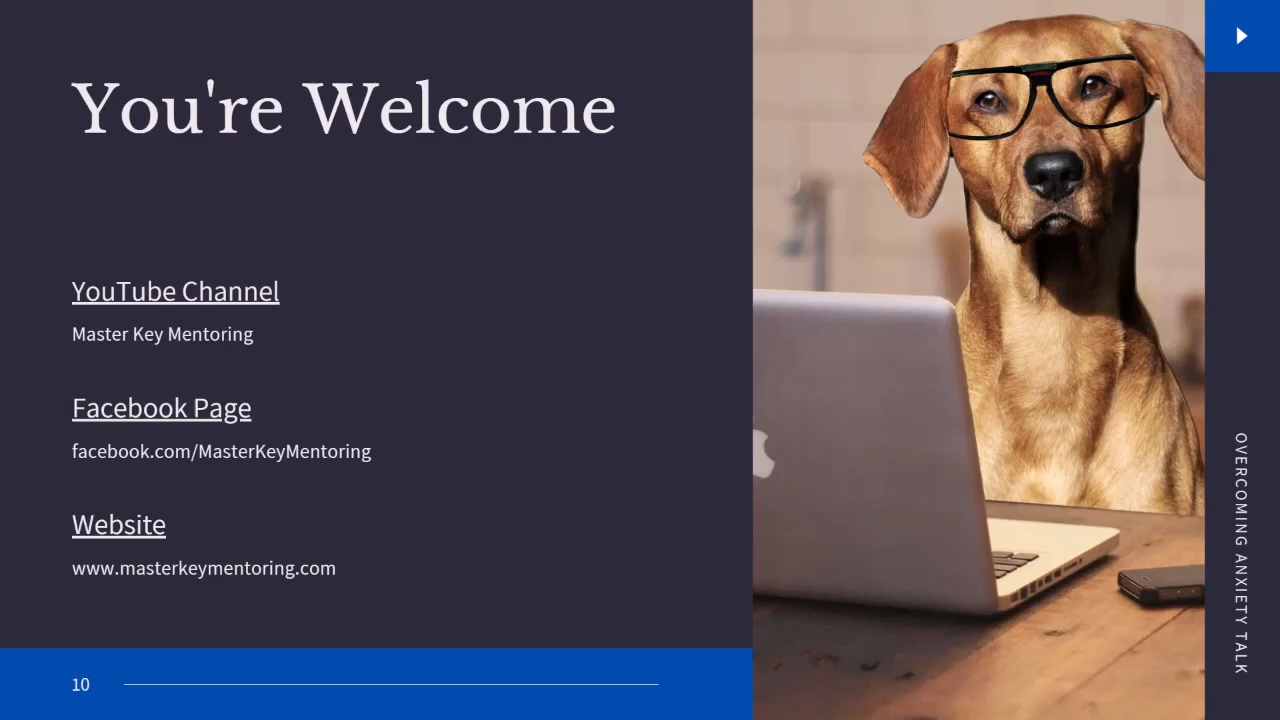 You're Welcome
YouTube Channel
Master Key Mentoring
Facebook Page
facebook.com/MasterKeyMentoring
Website
www.masterkeymentoring.com
10
OVERCOMING ANXIETY TALK